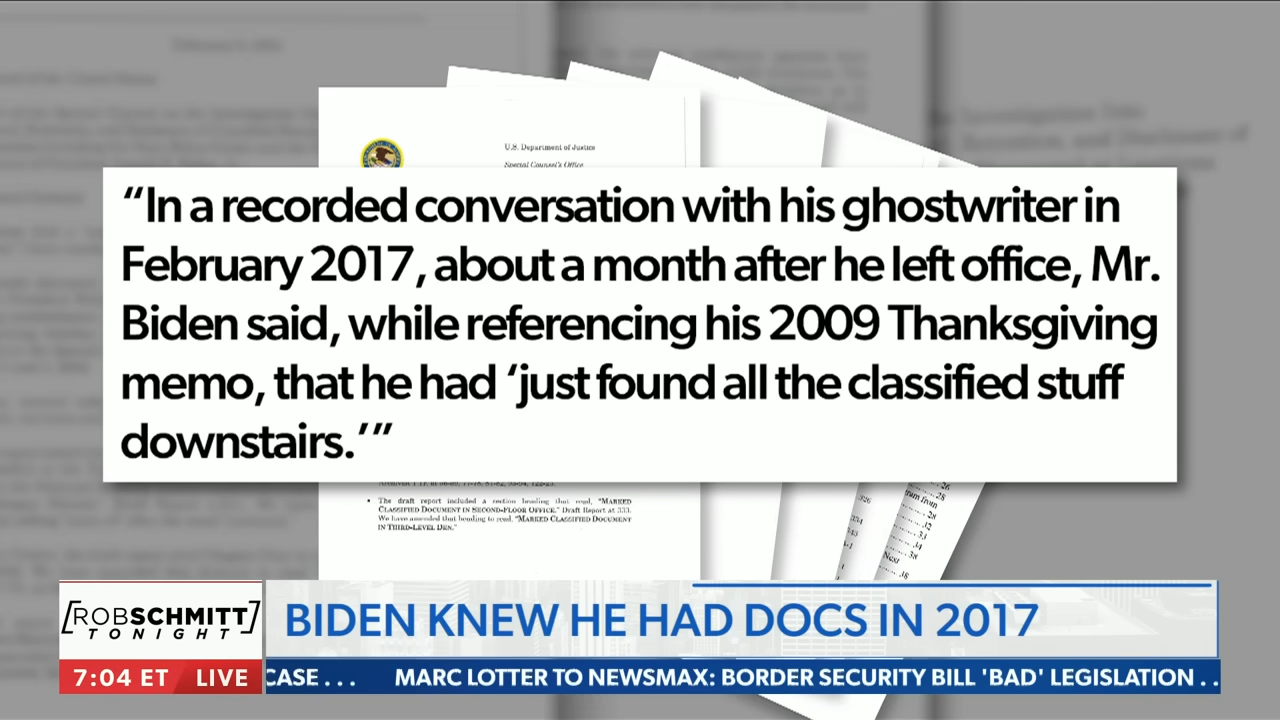 U.S. Department of Justice
Special Counsel's Office
“In a recorded conversation with his ghostwriter in
February 2017, about a month after he left office, Mr.
Biden said, while referencing his 2009 Thanksgiving
memo, that he had ‘just found all the classified stuff
downstairs.’”
• The draft report included a section heading that read, “MARKED
CLASSIFIED DOCUMENT IN SECOND-FLOOR OFFICE.” Draft Report at 333.
We have amended that heading to read, “MARKED CLASSIFIED DOCUMENT
IN THIRD-LEVEL DEN.”
[ROBSCHMITT]
TONIGHT
BIDEN KNEW HE HAD DOCS IN 2017
7:04 ET LIVE
CASE . . . MARC LOTTER TO NEWSMAX: BORDER SECURITY BILL 'BAD' LEGISLATION . .